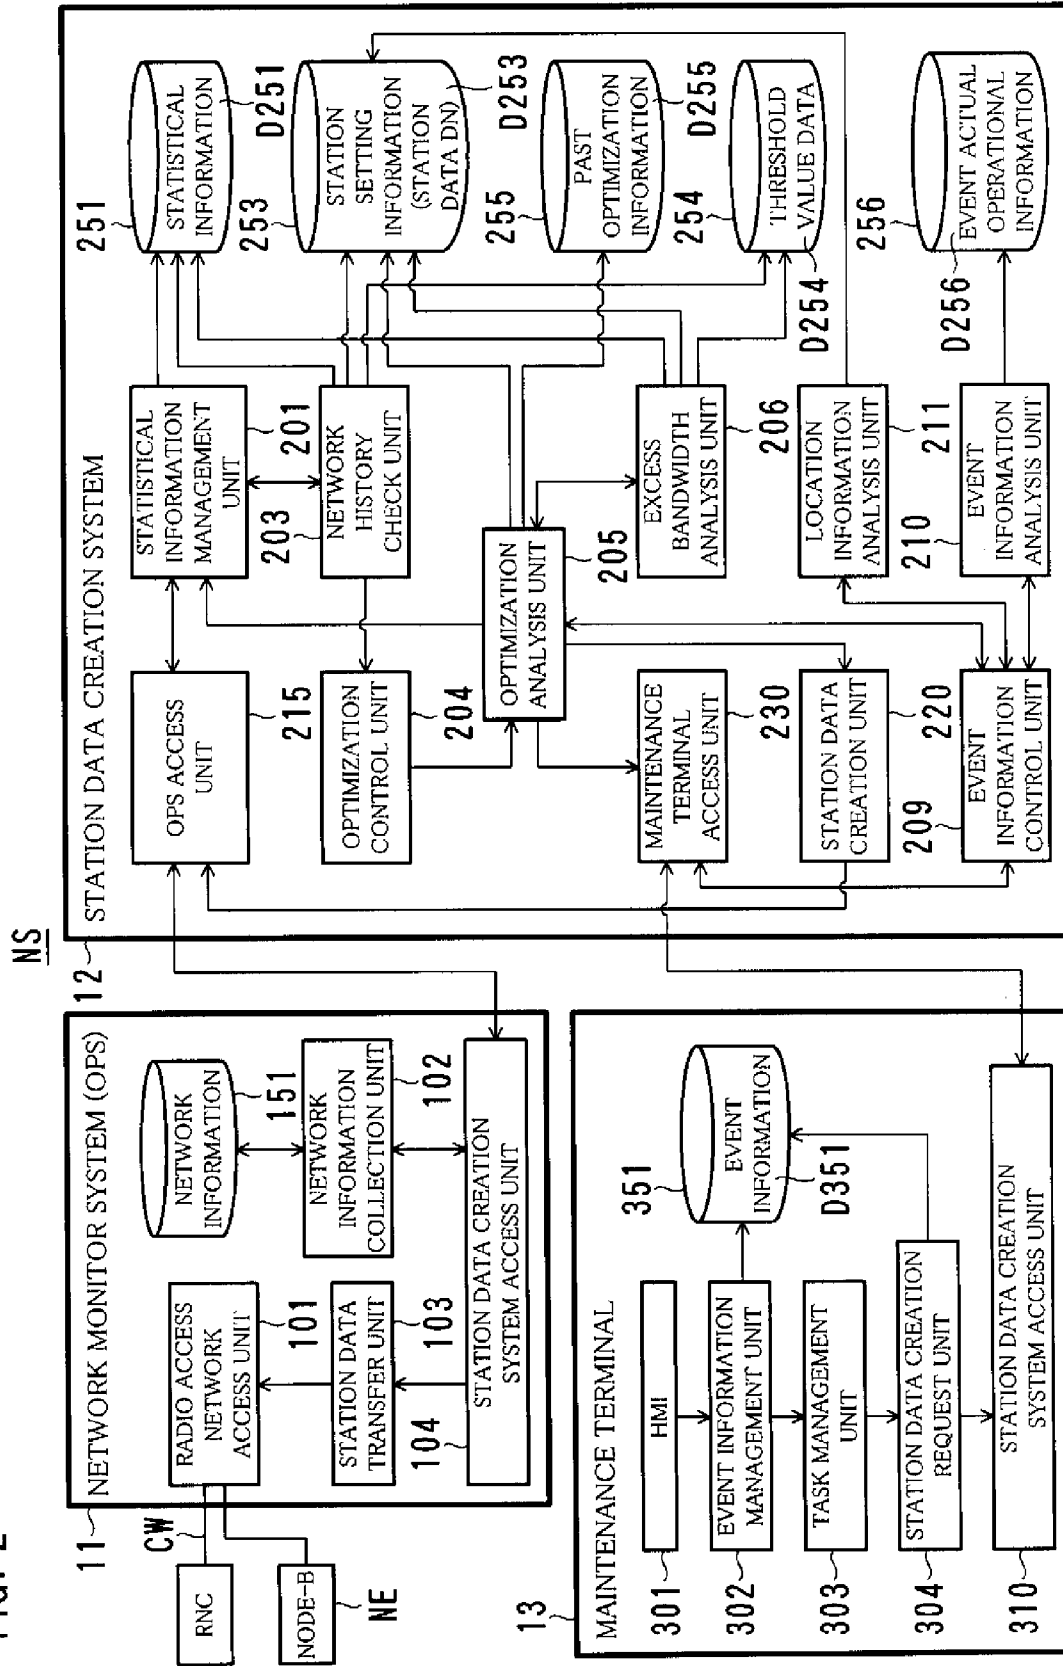 FIG. 2
NS
11
NETWORK MONITOR SYSTEM (OPS)
RNC
CW
NODE-B
NE
RADIO ACCESS
NETWORK
ACCESS UNIT
101
STATION DATA
TRANSFER UNIT
103
104
STATION DATA CREATION
SYSTEM ACCESS UNIT
NETWORK
INFORMATION
151
NETWORK
INFORMATION
COLLECTION UNIT
102
13
MAINTENANCE TERMINAL
HMI
301
EVENT INFORMATION
MANAGEMENT UNIT
302
TASK MANAGEMENT
UNIT
303
STATION DATA CREATION
REQUEST UNIT
304
STATION DATA CREATION
SYSTEM ACCESS UNIT
310
351
EVENT
INFORMATION
D351
12
STATION DATA CREATION SYSTEM
OPS ACCESS
UNIT
215
OPTIMIZATION
CONTROL UNIT
204
MAINTENANCE
TERMINAL
ACCESS UNIT
230
STATION DATA
CREATION UNIT
220
209
EVENT
INFORMATION
CONTROL UNIT
OPTIMIZATION
ANALYSIS UNIT
205
STATISTICAL
INFORMATION
MANAGEMENT
UNIT
201
203
NETWORK
HISTORY
CHECK UNIT
EXCESS
BANDWIDTH
ANALYSIS UNIT
206
LOCATION
INFORMATION
ANALYSIS UNIT
211
210
EVENT
INFORMATION
ANALYSIS UNIT
251
STATISTICAL
INFORMATION
D251
253
STATION
SETTING
INFORMATION
(STATION
DATA DN)
D253
255
PAST
OPTIMIZATION
INFORMATION
D255
254
THRESHOLD
VALUE DATA
D254
256
EVENT ACTUAL
OPERATIONAL
INFORMATION
D256